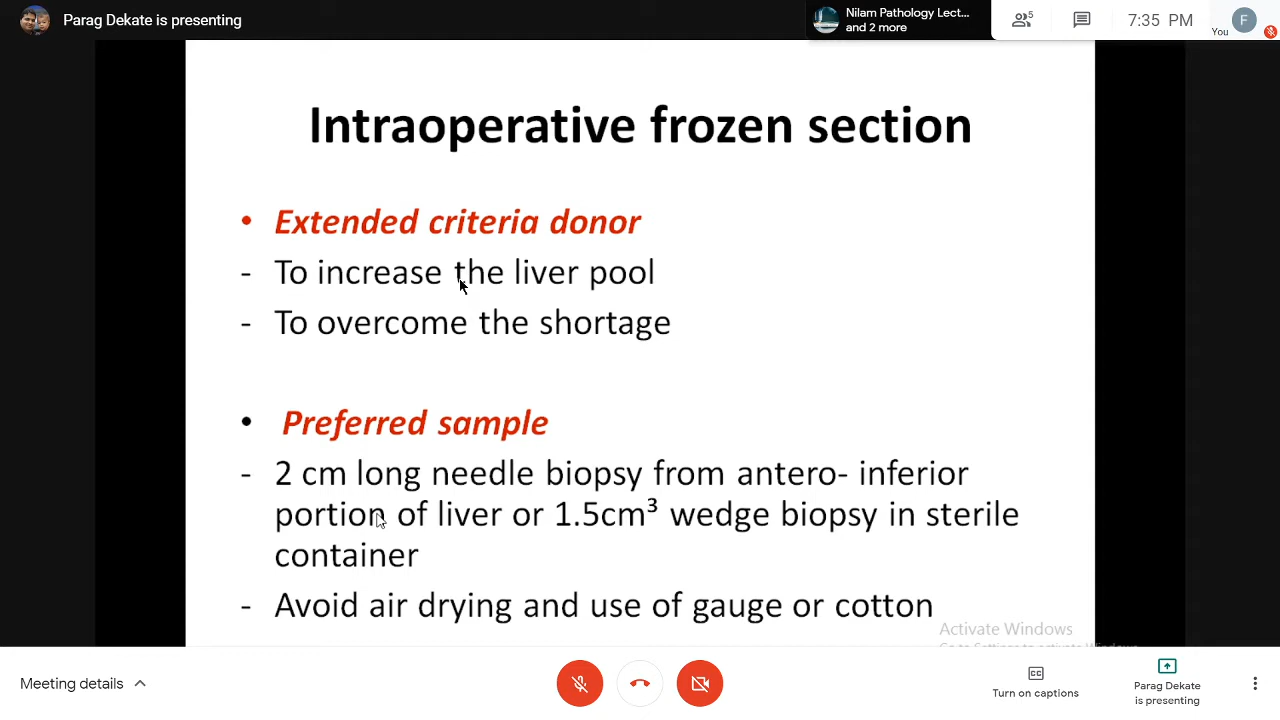 Parag Dekate is presenting
Nilam Pathology Lect...
and 2 more
5
7:35 PM
You
F
Intraoperative frozen section
• Extended criteria donor
- To increase the liver pool
- To overcome the shortage
• Preferred sample
- 2 cm long needle biopsy from antero- inferior
portion of liver or 1.5cm³ wedge biopsy in sterile
container
- Avoid air drying and use of gauge or cotton
Activate Windows
Meeting details
CC
Turn on captions
Parag Dekate
is presenting